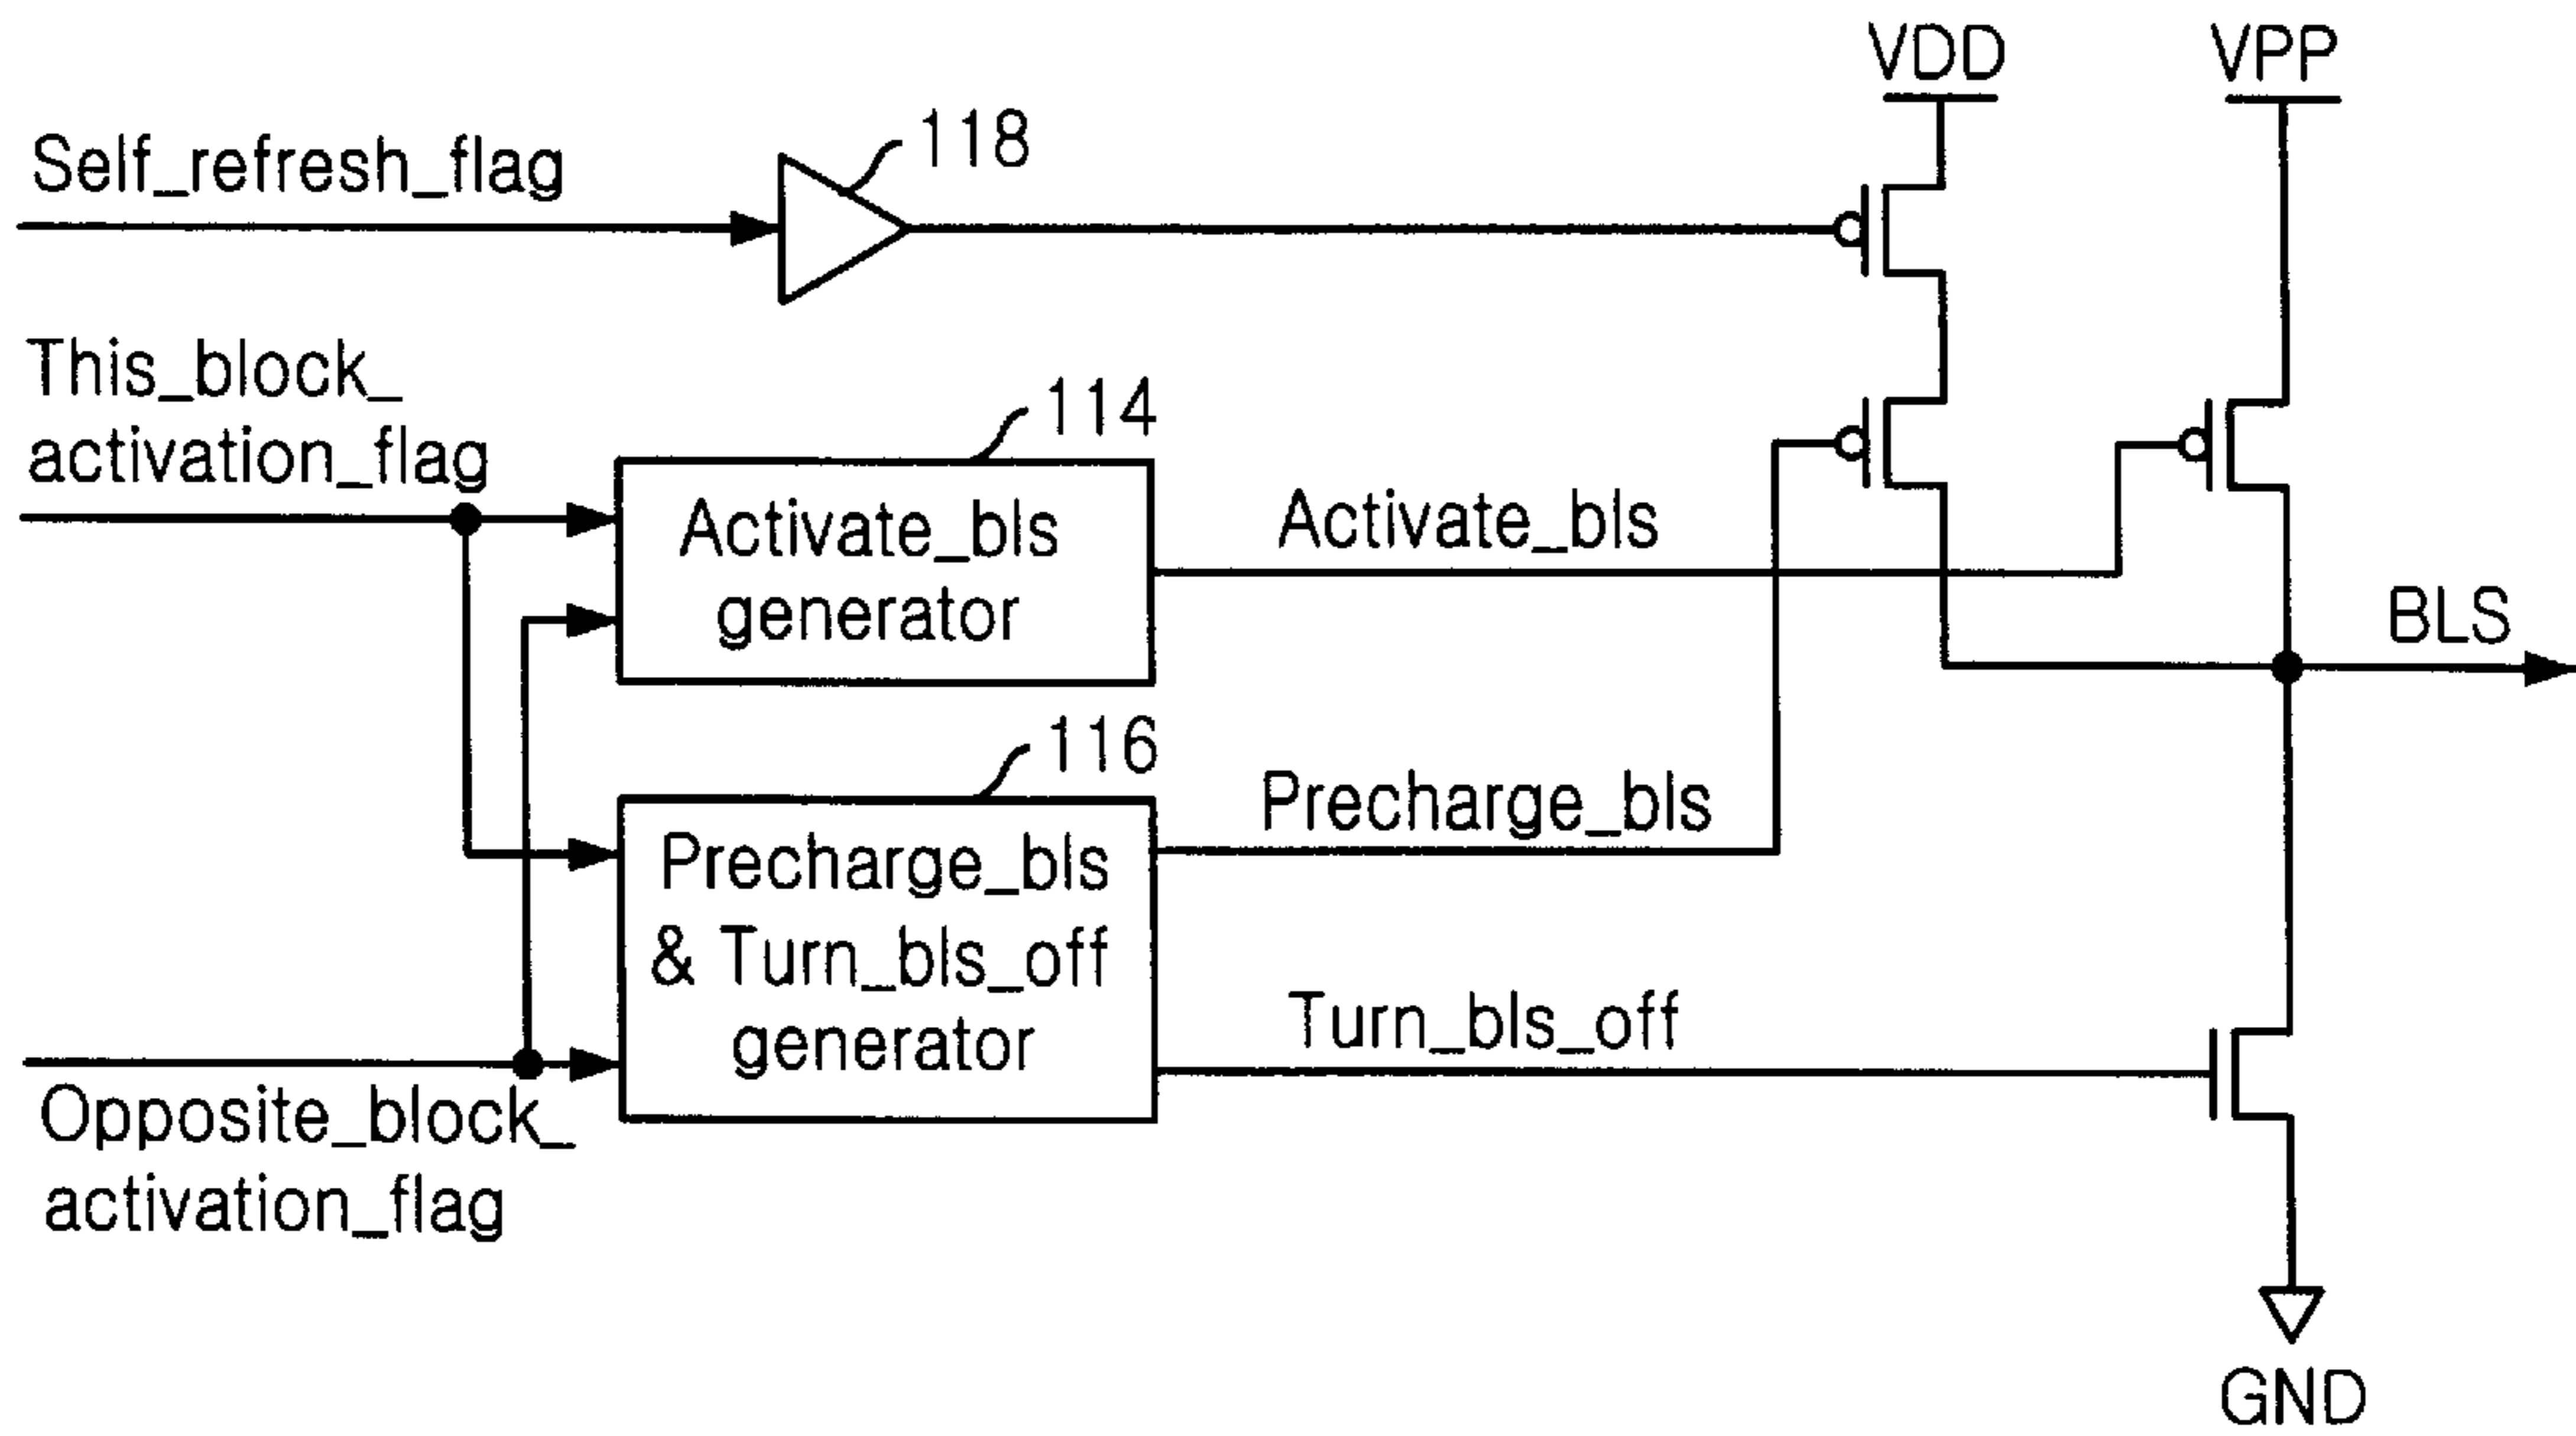 VDD
VPP
118
Self_refresh_flag
This_block_
activation_flag
114
Activate_bls
generator
Activate_bls
BLS
116
Precharge_bls
& Turn_bls_off
generator
Precharge_bls
Turn_bls_off
Opposite_block_
activation_flag
GND